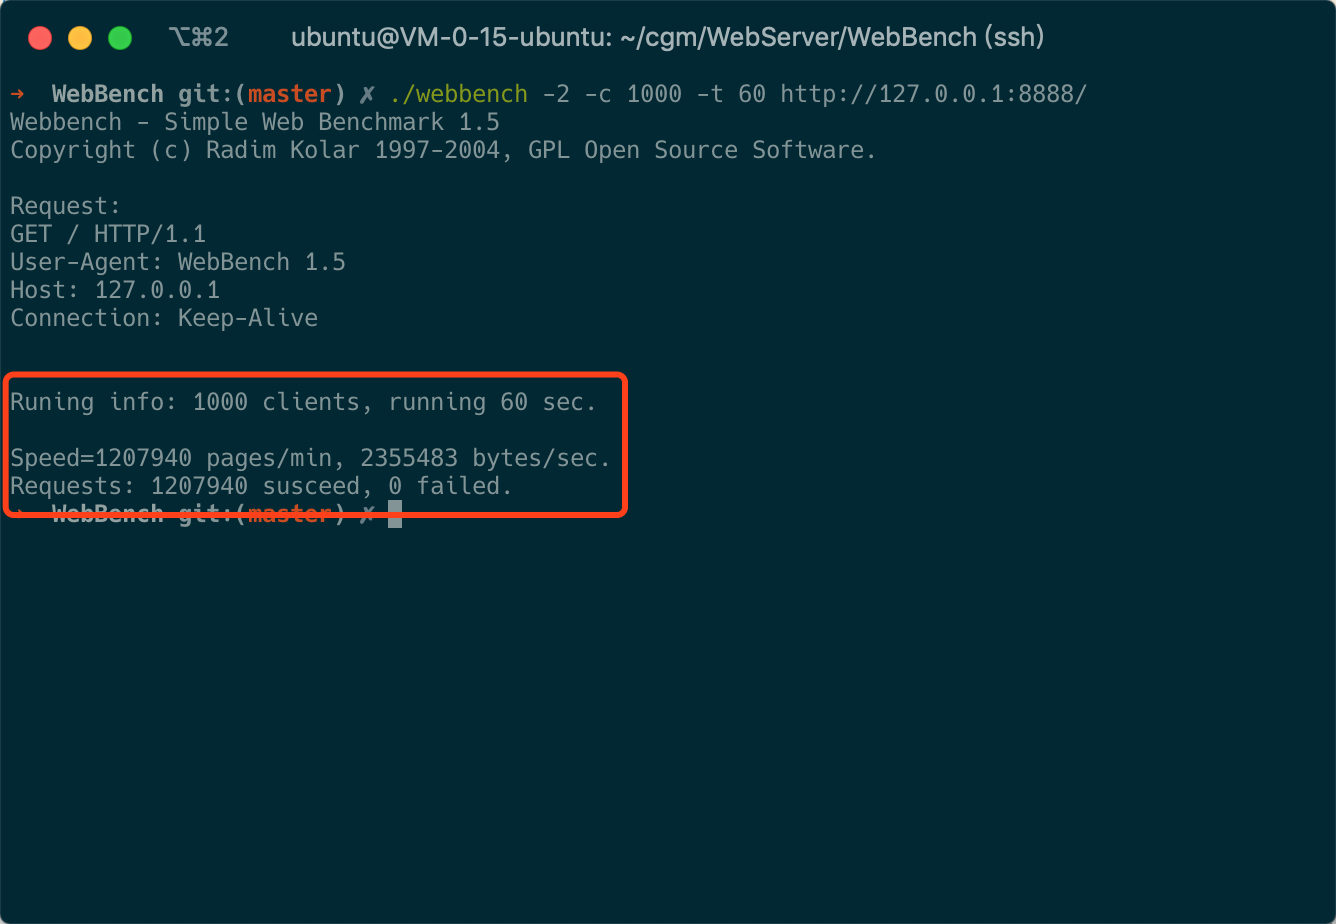 ⌥⌘2 ubuntu@VM-0-15-ubuntu: ~/cgm/WebServer/WebBench (ssh)
➜ WebBench git:(master) ✗ ./webbench -2 -c 1000 -t 60 http://127.0.0.1:8888/
Webbench - Simple Web Benchmark 1.5
Copyright (c) Radim Kolar 1997-2004, GPL Open Source Software.
Request:
GET / HTTP/1.1
User-Agent: WebBench 1.5
Host: 127.0.0.1
Connection: Keep-Alive
Runing info: 1000 clients, running 60 sec.
Speed=1207940 pages/min, 2355483 bytes/sec.
Requests: 1207940 susceed, 0 failed.
➜ WebBench git:(master) ✗